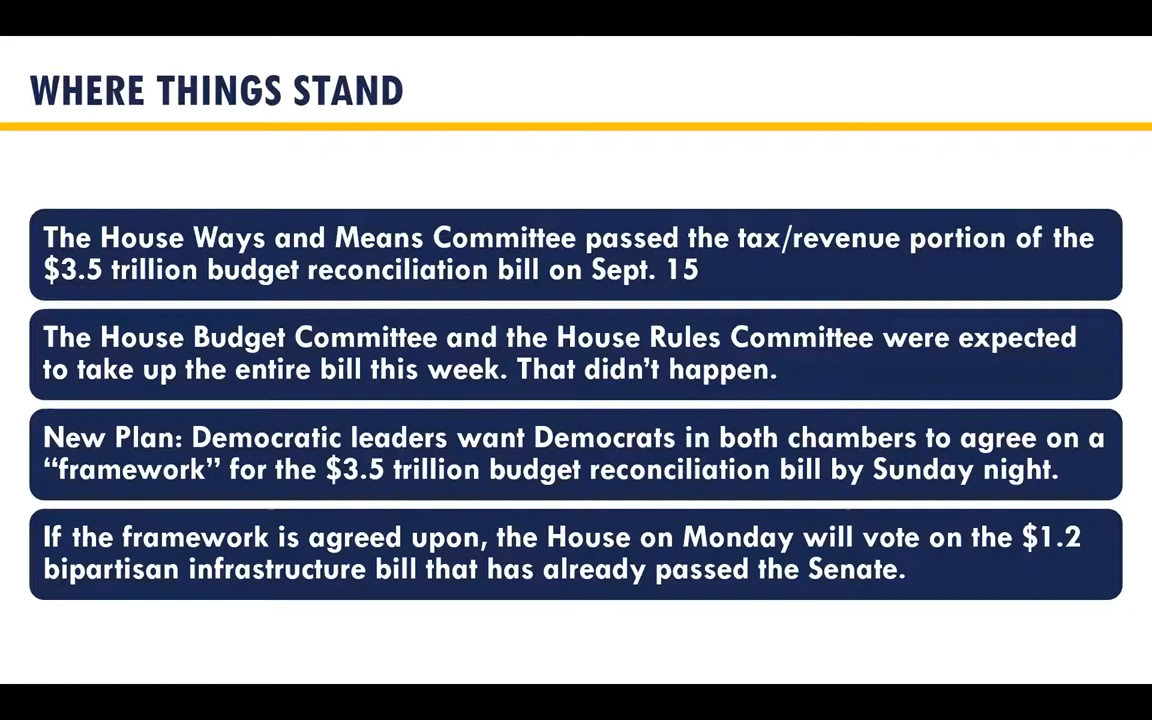 WHERE THINGS STAND
The House Ways and Means Committee passed the tax/revenue portion of the
$3.5 trillion budget reconciliation bill on Sept. 15
The House Budget Committee and the House Rules Committee were expected
to take up the entire bill this week. That didn’t happen.
New Plan: Democratic leaders want Democrats in both chambers to agree on a
“framework” for the $3.5 trillion budget reconciliation bill by Sunday night.
If the framework is agreed upon, the House on Monday will vote on the $1.2
bipartisan infrastructure bill that has already passed the Senate.